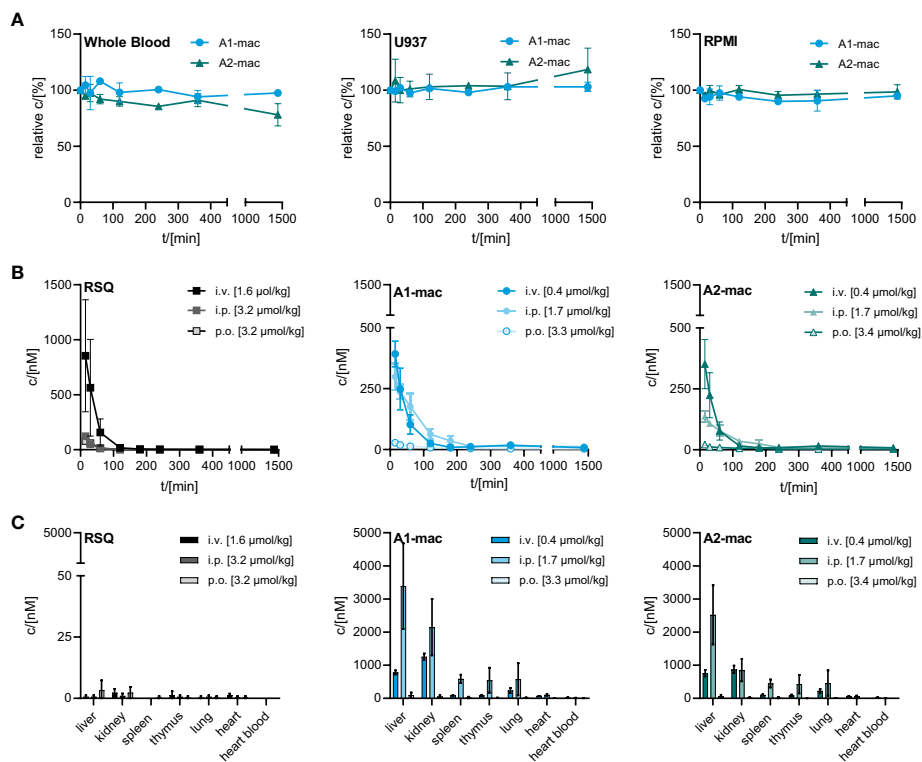 A
Whole Blood
A1-mac
A2-mac
relative c/[%]
150
100
50
0
0 100 200 300 400 1000 1500
t/[min]
U937
A1-mac
A2-mac
relative c/[%]
150
100
50
0
0 100 200 300 400 1000 1500
t/[min]
RPMI
A1-mac
A2-mac
relative c/[%]
150
100
50
0
0 100 200 300 400 1000 1500
t/[min]
B
RSQ
i.v. [1.6 µol/kg]
i.p. [3.2 µmol/kg]
p.o. [3.2 µmol/kg]
c/[nM]
1500
1000
500
0
0 100 200 300 400 1000 1500
t/[min]
A1-mac
i.v. [0.4 µmol/kg]
i.p. [1.7 µmol/kg]
p.o. [3.3 µmol/kg]
c/[nM]
1500
500
250
0
0 100 200 300 400 1000 1500
t/[min]
A2-mac
i.v. [0.4 µmol/kg]
i.p. [1.7 µmol/kg]
p.o. [3.4 µmol/kg]
c/[nM]
1500
500
250
0
0 100 200 300 400 1000 1500
t/[min]
C
RSQ
i.v. [1.6 µmol/kg]
i.p. [3.2 µmol/kg]
p.o. [3.2 µmol/kg]
c/[nM]
5000
50
25
0
liver
kidney
spleen
thymus
lung
heart
heart blood
A1-mac
i.v. [0.4 µmol/kg]
i.p. [1.7 µmol/kg]
p.o. [3.3 µmol/kg]
c/[nM]
5000
4000
3000
2000
1000
0
liver
kidney
spleen
thymus
lung
heart
heart blood
A2-mac
i.v. [0.4 µmol/kg]
i.p. [1.7 µmol/kg]
p.o. [3.4 µmol/kg]
c/[nM]
5000
4000
3000
2000
1000
0
liver
kidney
spleen
thymus
lung
heart
heart blood